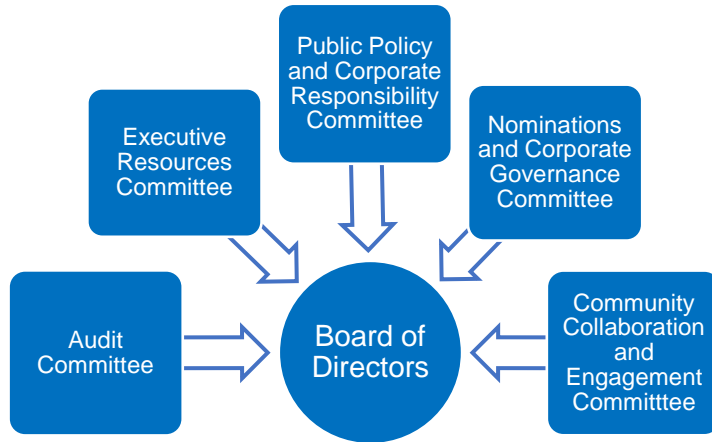 Public Policy
and Corporate
Responsibility
Committee
Executive
Resources
Committee
Nominations
and Corporate
Governance
Committee
Audit
Committee
Board of
Directors
Community
Collaboration
and
Engagement
Committtee